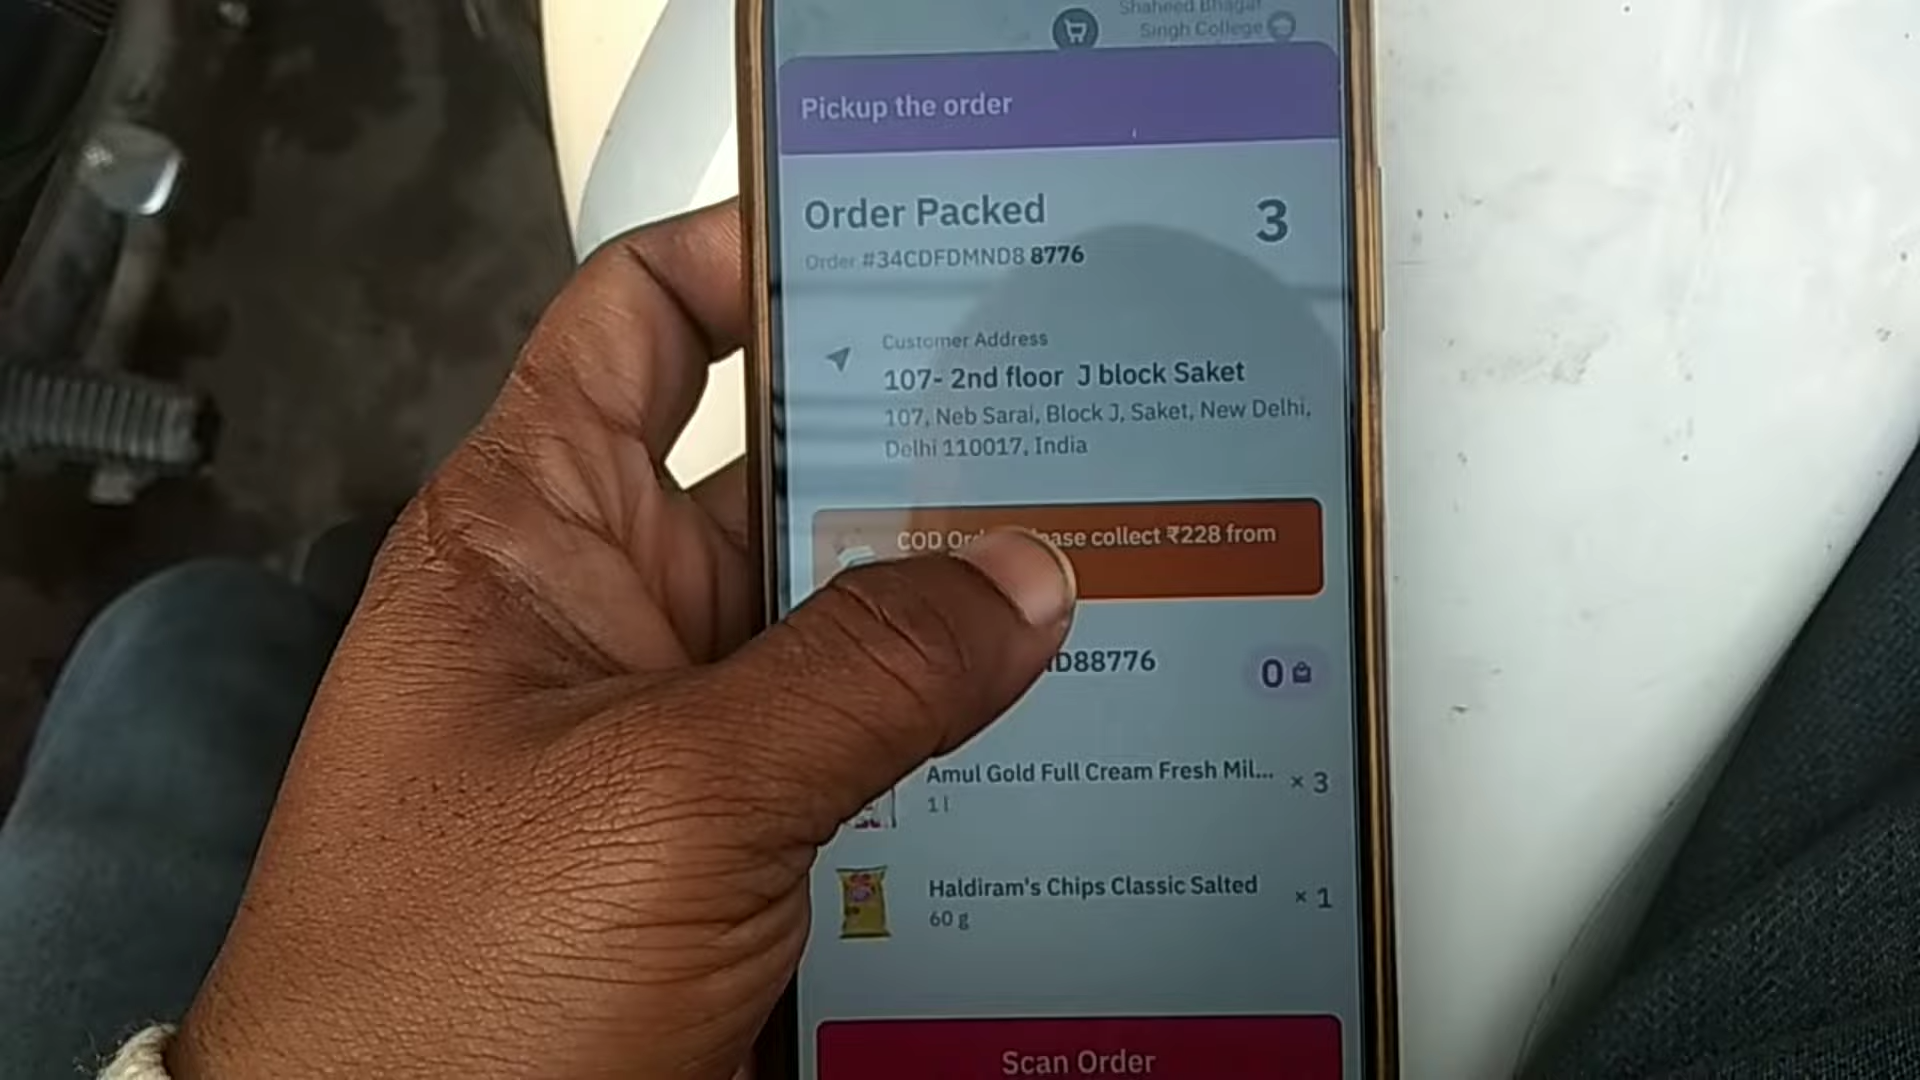 Shaheed Bhagat
Singh College
Pickup the order
Order Packed
3
Order #34CDFDMND8 8776
Customer Address
107- 2nd floor J block Saket
107, Neb Sarai, Block J, Saket, New Delhi,
Delhi 110017, India
COD collect ₹228 from
D88776
0
Amul Gold Full Cream Fresh Mil... × 3
1 l
Haldiram's Chips Classic Salted × 1
60 g
Scan Order